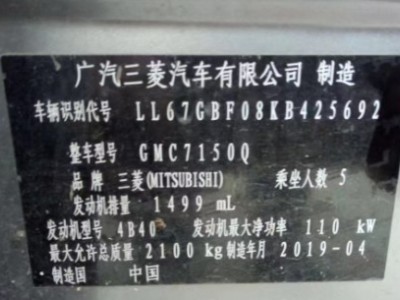 广汽三菱汽车有限公司 制造
车辆识别代号 LL67GBF08KB425692
整车型号 GMC7150Q
品 牌 三菱(MITSUBISHI) 乘坐人数 5
发动机排量 1499 mL
发动机型号 4B40 发动机最大净功率 110 kW
最大允许总质量 2100 kg 制造年月 2019-04
制造国 中国